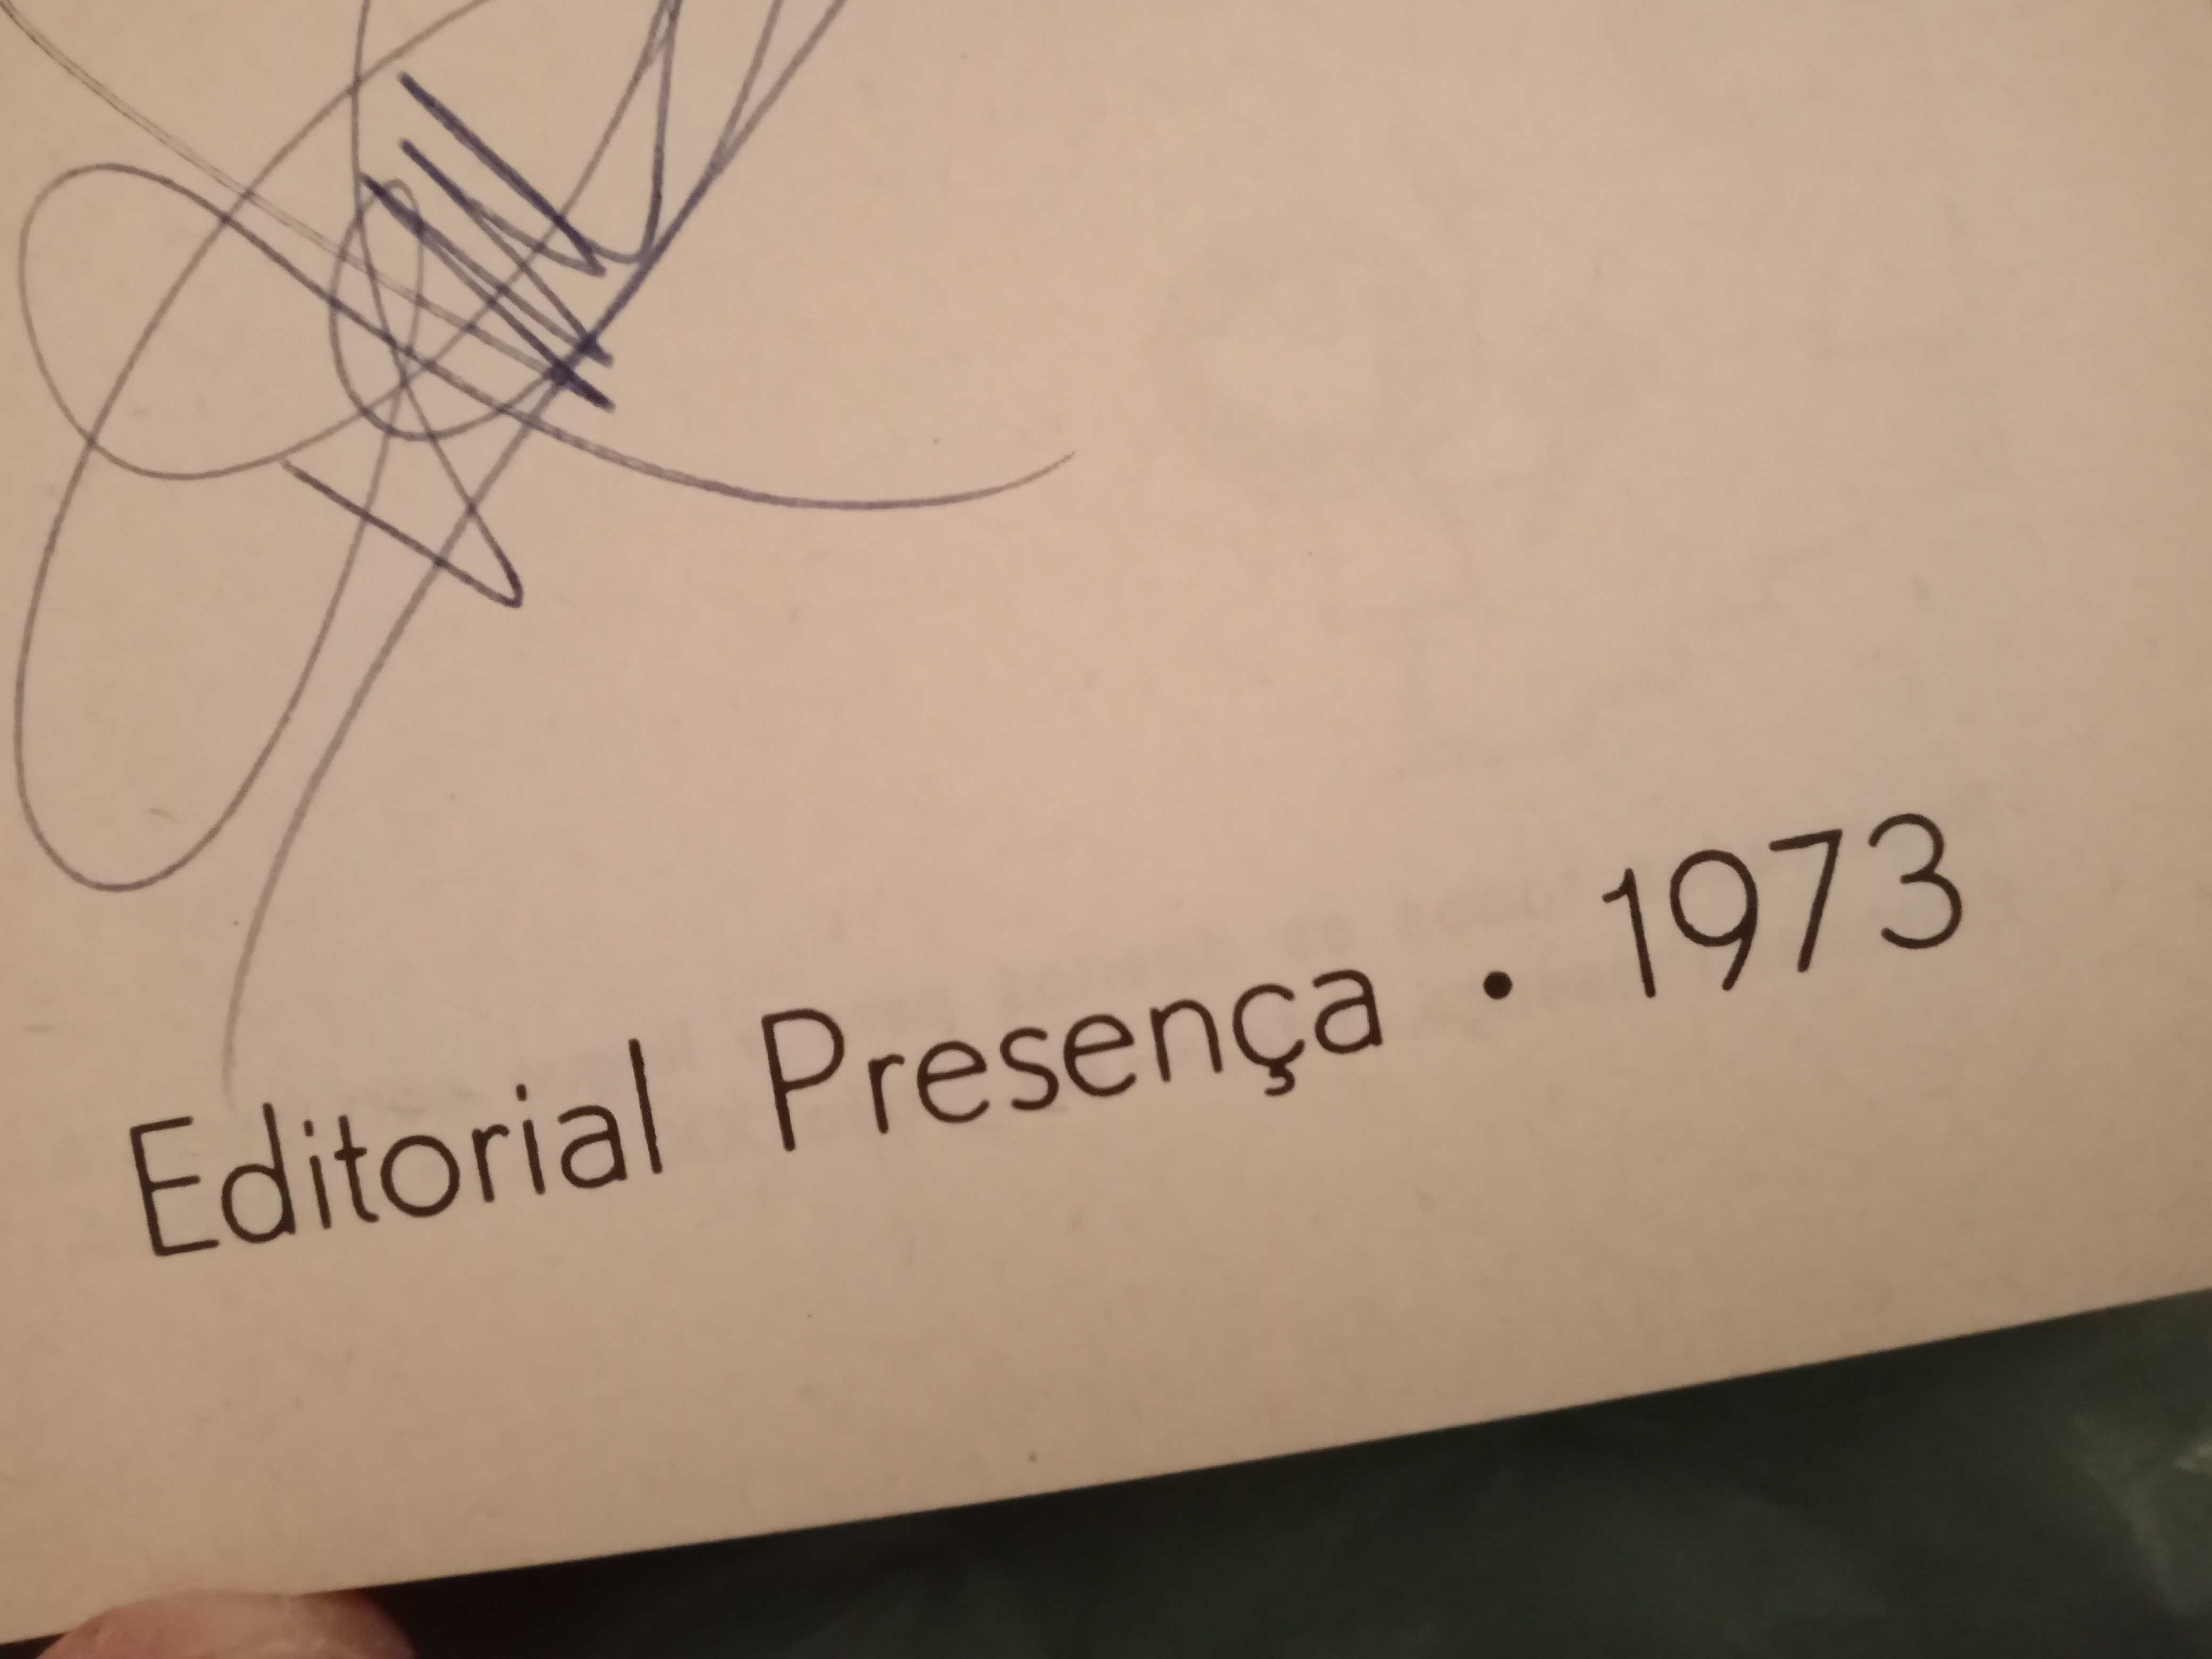 Editorial Presença • 1973